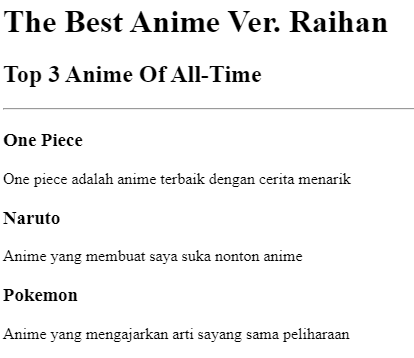 The Best Anime Ver. Raihan
Top 3 Anime Of All-Time
One Piece
One piece adalah anime terbaik dengan cerita menarik
Naruto
Anime yang membuat saya suka nonton anime
Pokemon
Anime yang mengajarkan arti sayang sama peliharaan